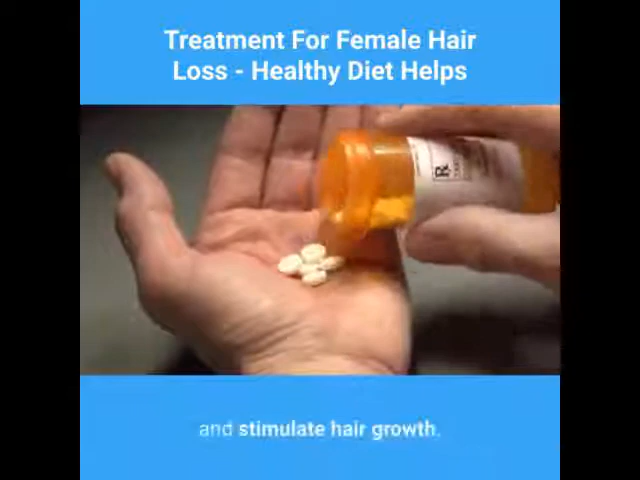 Treatment For Female Hair
Loss - Healthy Diet Helps
R
and stimulate hair growth.